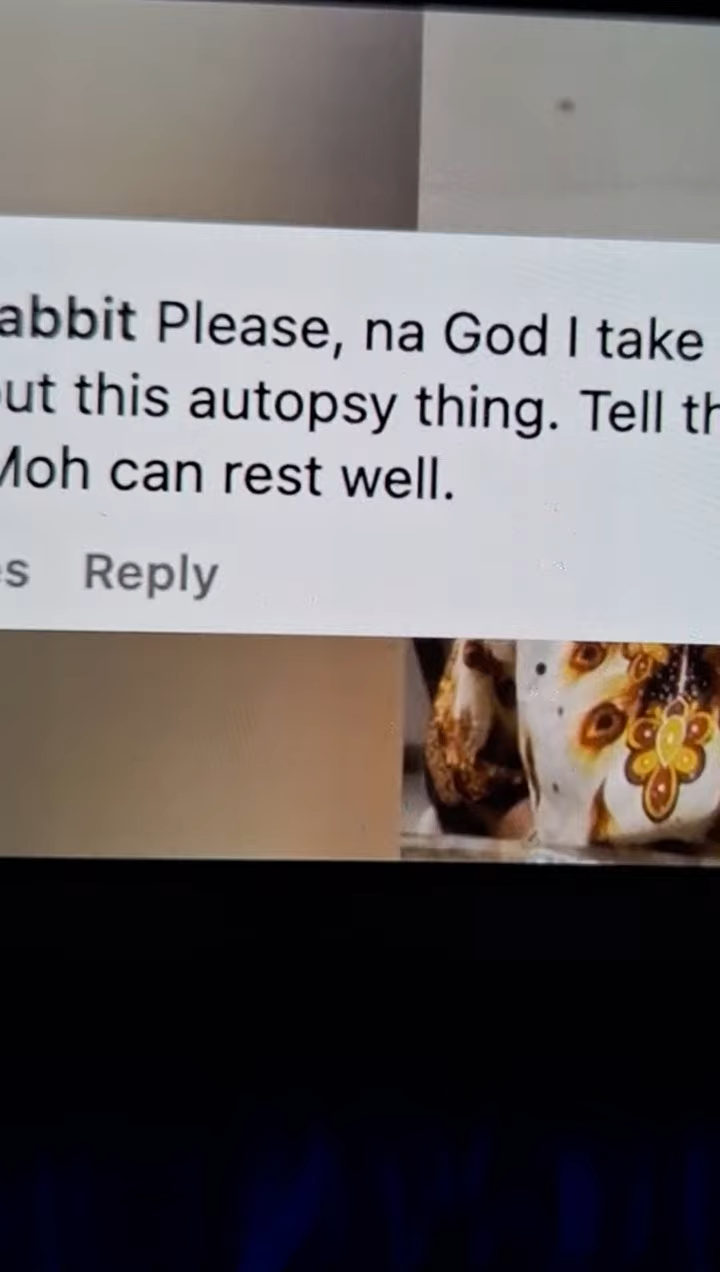 abbit Please, na God I take
ut this autopsy thing. Tell th
Moh can rest well.
s Reply